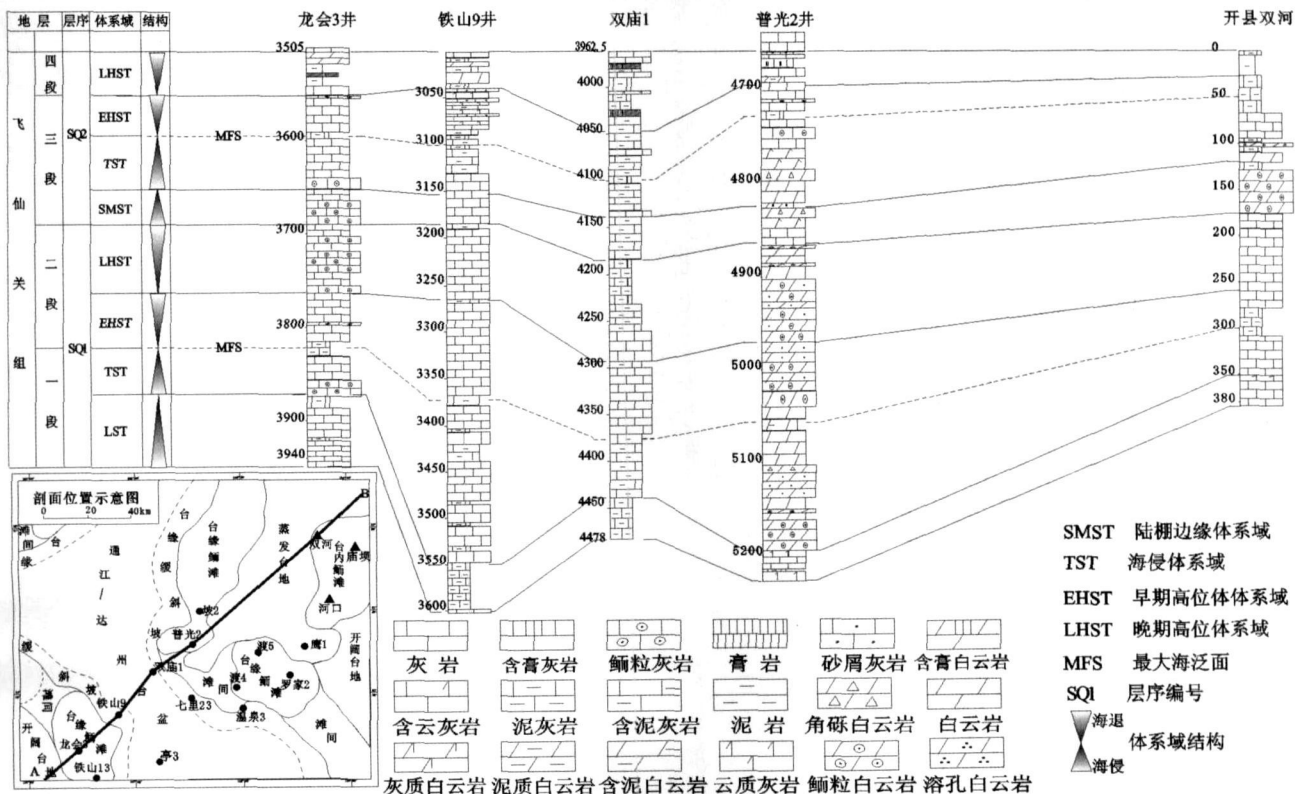 地 层 层序 体系域 结构
龙会3井 铁山9井 双庙1 普光2井 开县双河
飞仙关组
四段
三段
二段
一段
SQ2
SQ1
LHST
EHST
TST
SMST
LHST
EHST
TST
LST
MFS
MFS
3505
3600
3700
3800
3900
3940
3050
3100
3150
3200
3250
3300
3350
3400
3450
3500
3550
3600
3962.5
4000
4050
4100
4150
4200
4250
4300
4350
4400
4460
4478
4700
4800
4900
5000
5100
5200
0
50
100
150
200
250
300
350
380
剖面位置示意图
0 20 40km
A
B
通江/达州
台盆
台缘缓斜坡
台缘鲕滩
蒸发台地
台内鲕滩
开阔台地
双河
庙坝
河口
坡2
普光2
渡5
鹰1
渡4
罗家2
台缘鲕滩
滩间
七里23
温泉3
滩间
铁山9
龙会3
铁山13
亭3
开阔台地
台缘鲕滩
灰岩 含膏灰岩 鲕粒灰岩 膏岩 砂屑灰岩 含膏白云岩
含云灰岩 泥灰岩 含泥灰岩 泥岩 角砾白云岩 白云岩
灰质白云岩 泥质白云岩 含泥白云岩 云质灰岩 鲕粒白云岩 溶孔白云岩
SMST 陆棚边缘体系域
TST 海侵体系域
EHST 早期高位体体系域
LHST 晚期高位体系域
MFS 最大海泛面
SQ1 层序编号
海退
体系域结构
海侵